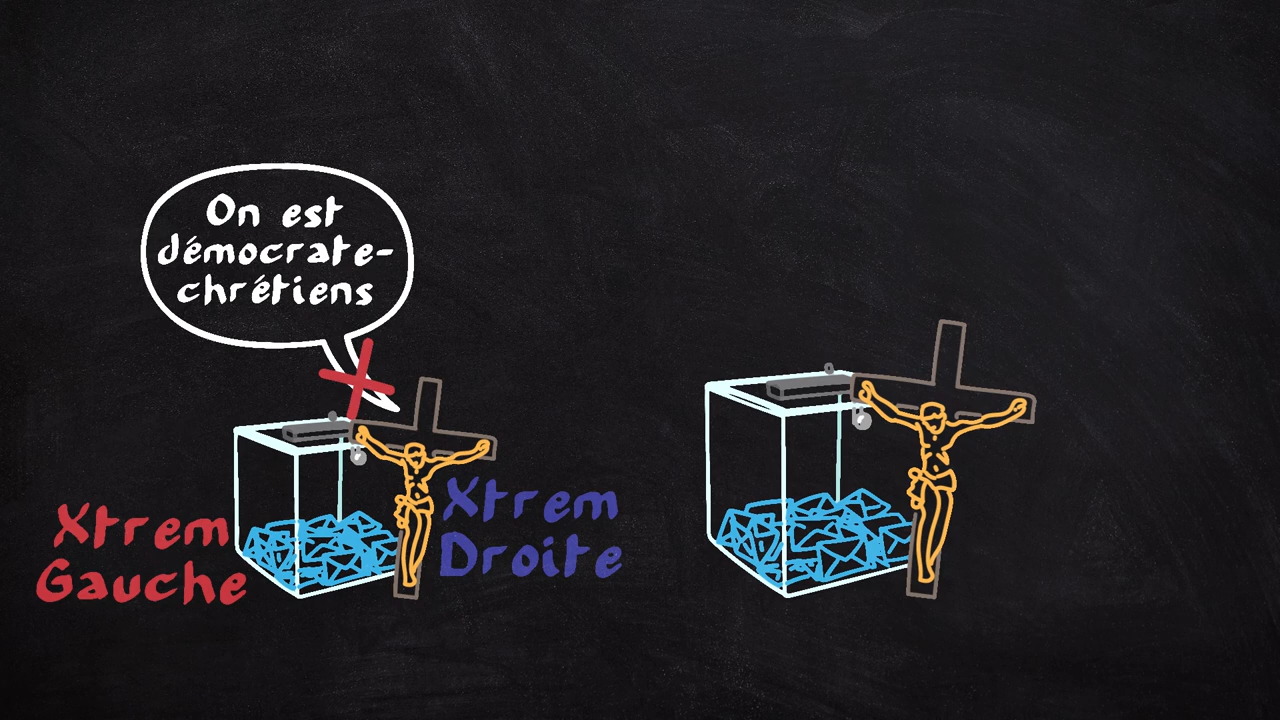 On est
démocrate-
chrétiens
Xtrem
Gauche
Xtrem
Droite